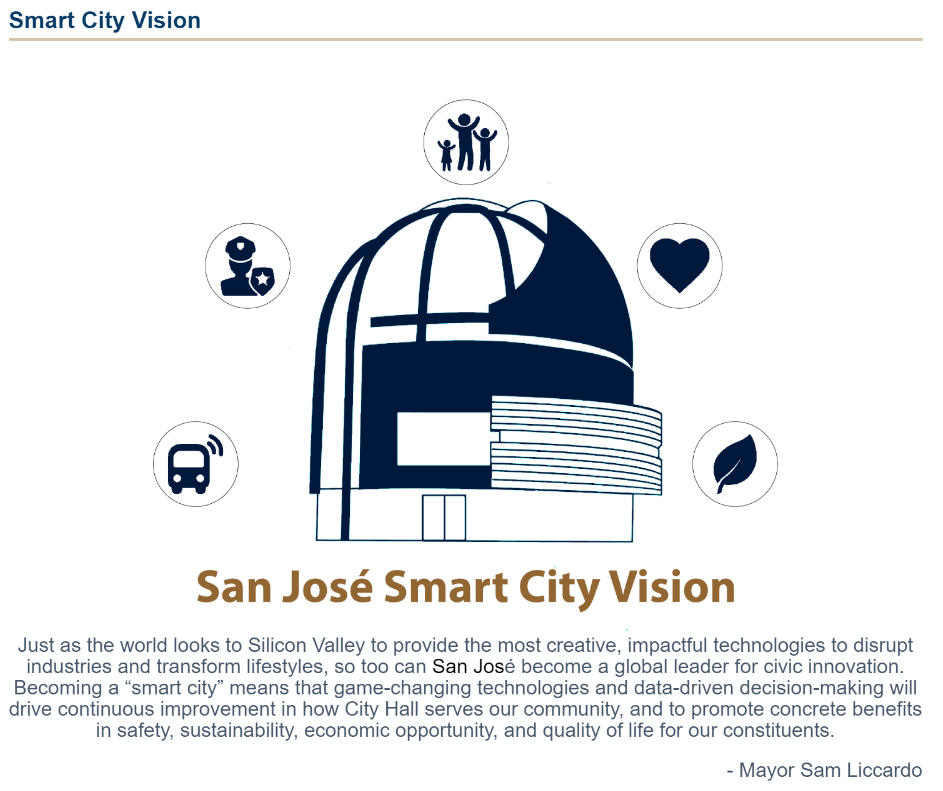 Smart City Vision
San José Smart City Vision
Just as the world looks to Silicon Valley to provide the most creative, impactful technologies to disrupt
industries and transform lifestyles, so too can San José become a global leader for civic innovation.
Becoming a “smart city” means that game-changing technologies and data-driven decision-making will
drive continuous improvement in how City Hall serves our community, and to promote concrete benefits
in safety, sustainability, economic opportunity, and quality of life for our constituents.
- Mayor Sam Liccardo